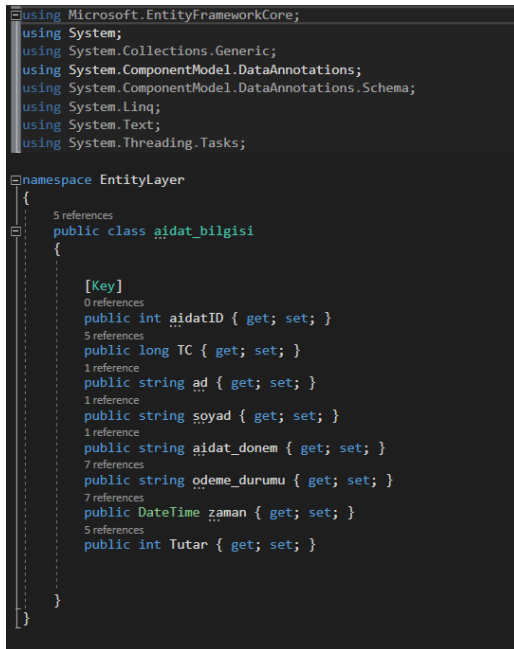 using Microsoft.EntityFrameworkCore;
using System;
using System.Collections.Generic;
using System.ComponentModel.DataAnnotations;
using System.ComponentModel.DataAnnotations.Schema;
using System.Linq;
using System.Text;
using System.Threading.Tasks;
namespace EntityLayer
{
5 references
public class aidat_bilgisi
{
[Key]
0 references
public int aidatID { get; set; }
5 references
public long TC { get; set; }
1 reference
public string ad { get; set; }
1 reference
public string soyad { get; set; }
1 reference
public string aidat_donem { get; set; }
7 references
public string odeme_durumu { get; set; }
7 references
public DateTime zaman { get; set; }
5 references
public int Tutar { get; set; }
}
}